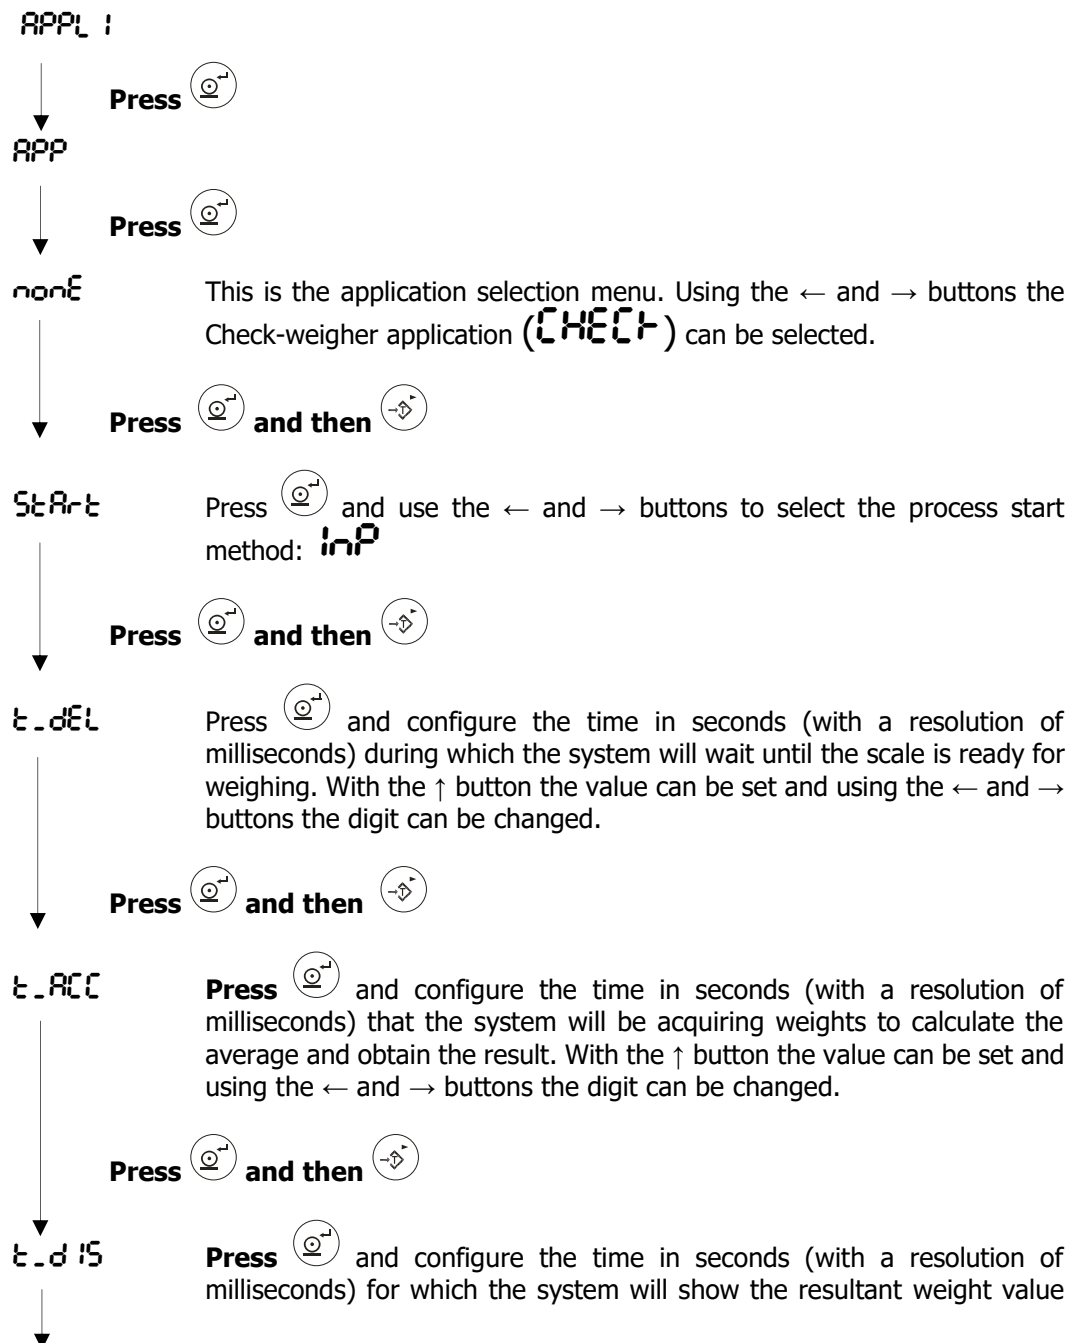 APPL 1
Press
APP
Press
nonE
This is the application selection menu. Using the ← and → buttons the
Check-weigher application (CHECK) can be selected.
Press and then
StArt
Press and use the ← and → buttons to select the process start
method: InP
Press and then
t_dEL
Press and configure the time in seconds (with a resolution of
milliseconds) during which the system will wait until the scale is ready for
weighing. With the ↑ button the value can be set and using the ← and →
buttons the digit can be changed.
Press and then
t_ACC
Press and configure the time in seconds (with a resolution of
milliseconds) that the system will be acquiring weights to calculate the
average and obtain the result. With the ↑ button the value can be set and
using the ← and → buttons the digit can be changed.
Press and then
t_dIS
Press and configure the time in seconds (with a resolution of
milliseconds) for which the system will show the resultant weight value